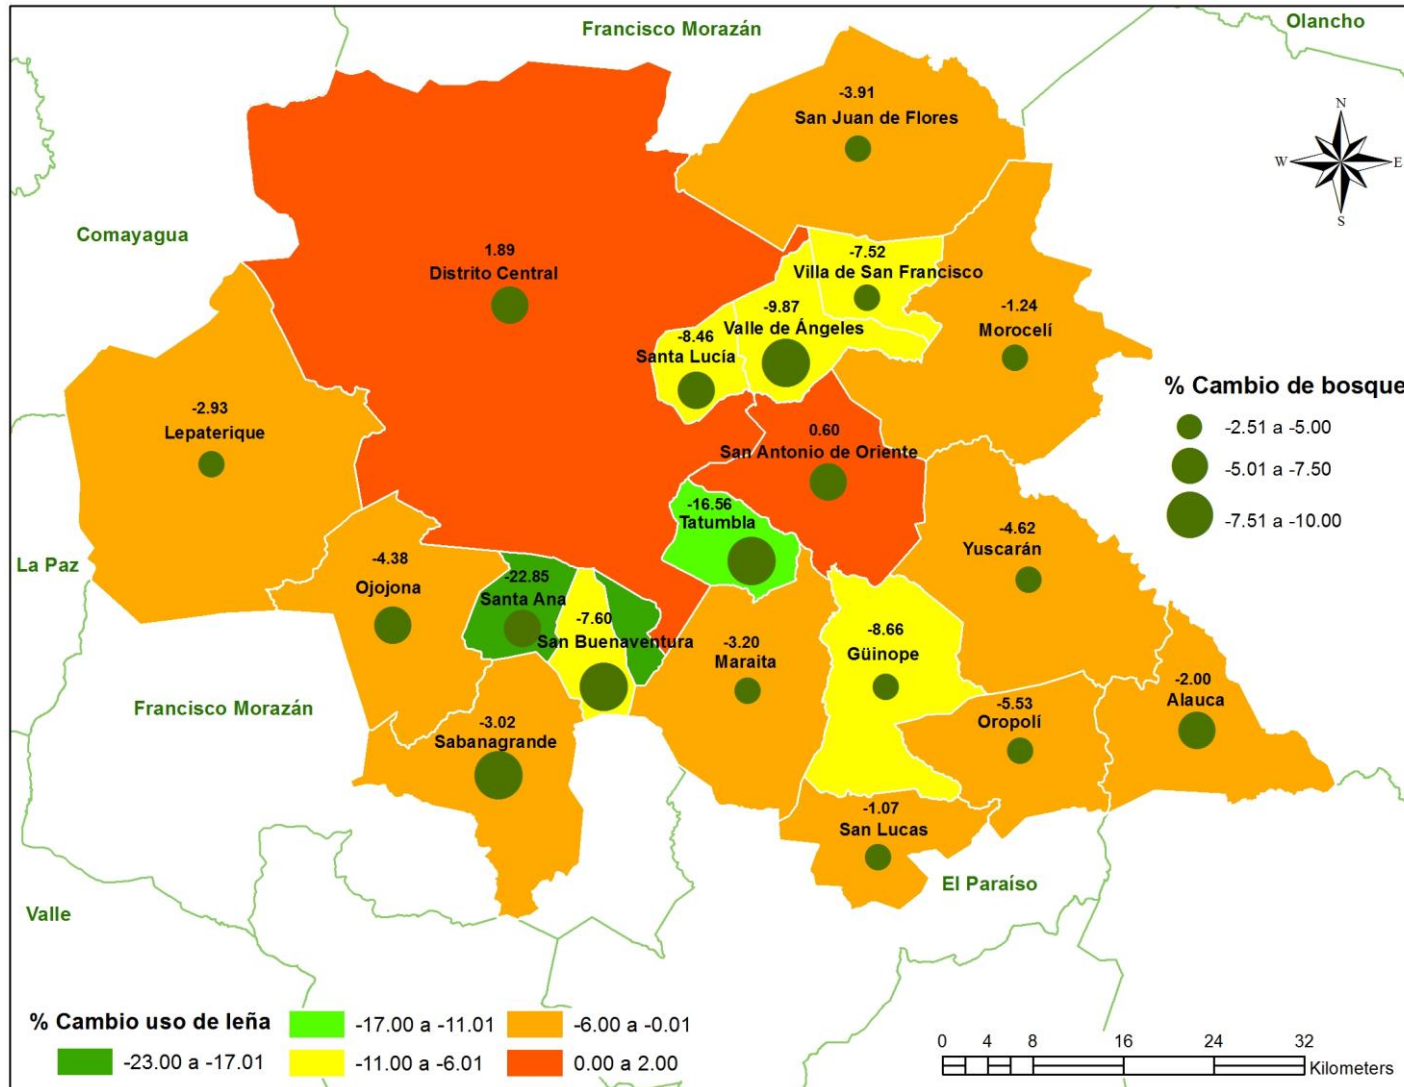 Francisco Morazán
Olancho
-3.91
San Juan de Flores
N
W
E
S
Comayagua
1.89
Distrito Central
-7.52
Villa de San Francisco
-9.87
Valle de Ángeles
-8.46
Santa Lucía
-1.24
Morocelí
% Cambio de bosque
-2.51 a -5.00
-5.01 a -7.50
-7.51 a -10.00
-2.93
Lepaterique
0.60
San Antonio de Oriente
-16.56
Tatumbla
-4.62
Yuscarán
La Paz
-4.38
Ojojona
-22.85
Santa Ana
-7.60
San Buenaventura
-3.20
Maraita
-8.66
Güinope
-2.00
Alauca
-5.53
Oropolí
Francisco Morazán
-3.02
Sabanagrande
-1.07
San Lucas
El Paraíso
Valle
% Cambio uso de leña
-23.00 a -17.01
-17.00 a -11.01
-11.00 a -6.01
-6.00 a -0.01
0.00 a 2.00
0 4 8 16 24 32
Kilometers